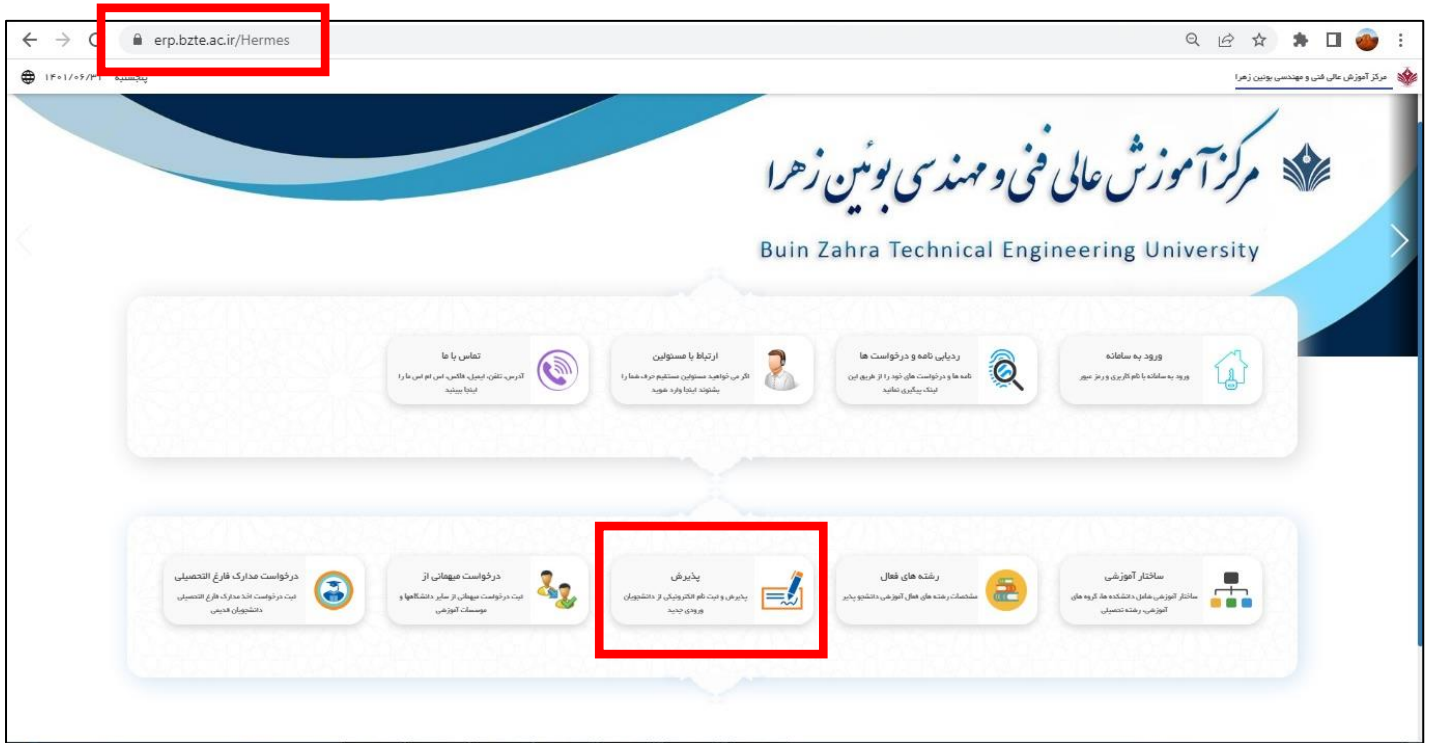 erp.bzte.ac.ir/Hermes
مرکز آموزش عالی فنی و مهندسی بویین زهرا
پنجشنبه ۱۴۰۱/۰۶/۳۱
مرکز آموزش عالی فنی و مهندسی بوئین زهرا
Buin Zahra Technical Engineering University
ورود به سامانه
ورود به سامانه با نام کاربری و رمز عبور
ردیابی نامه و درخواست ها
نامه ها و درخواست های خود را از طریق این
لینک پیگیری نمائید
ارتباط با مسئولین
اگر می خواهید مسئولین مستقیم حرف شما را
بشنوند اینجا وارد شوید
تماس با ما
آدرس، تلفن، ایمیل، فاکس، اس ام اس ما را
اینجا ببینید
ساختار آموزشی
ساختار آموزشی شامل دانشکده ها، گروه های
آموزشی، رشته تحصیلی
رشته های فعال
مشخصات رشته های فعال آموزشی دانشجو پذیر
پذیرش
پذیرش و ثبت نام الکترونیکی از دانشجویان
ورودی جدید
درخواست میهمانی از
ثبت درخواست میهمانی از سایر دانشگاهها و
موسسات آموزشی
درخواست مدارک فارغ التحصیلی
ثبت درخواست اخذ مدارک فارغ التحصیلی
دانشجویان قدیمی